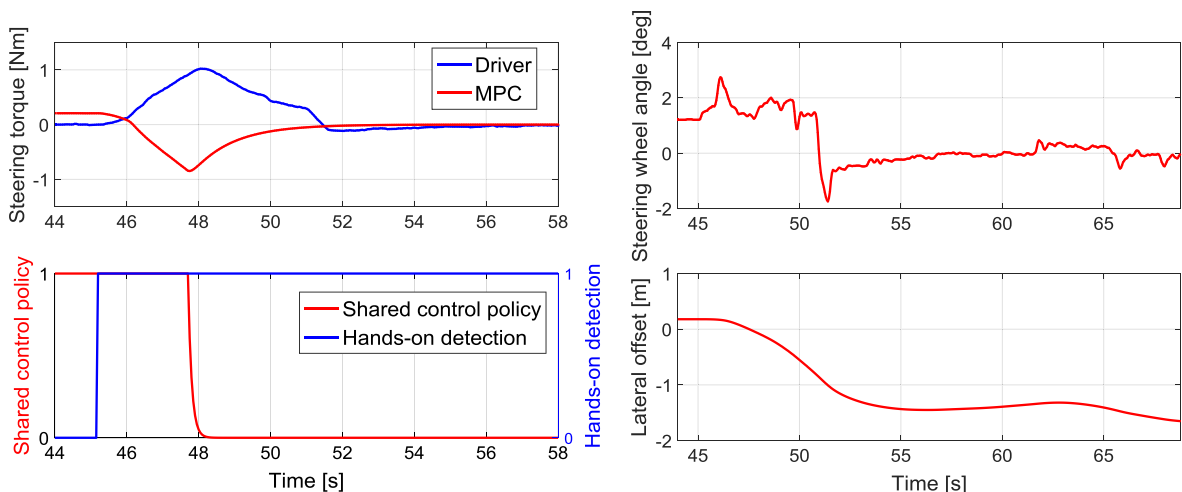 Steering torque [Nm]
1
0
-1
Driver
MPC
44 46 48 50 52 54 56 58
Steering wheel angle [deg]
4
2
0
-2
45 50 55 60 65
Shared control policy
1
0
Shared control policy
Hands-on detection
1
0
Hands-on detection
44 46 48 50 52 54 56 58
Time [s]
Lateral offset [m]
1
0
-1
-2
45 50 55 60 65
Time [s]